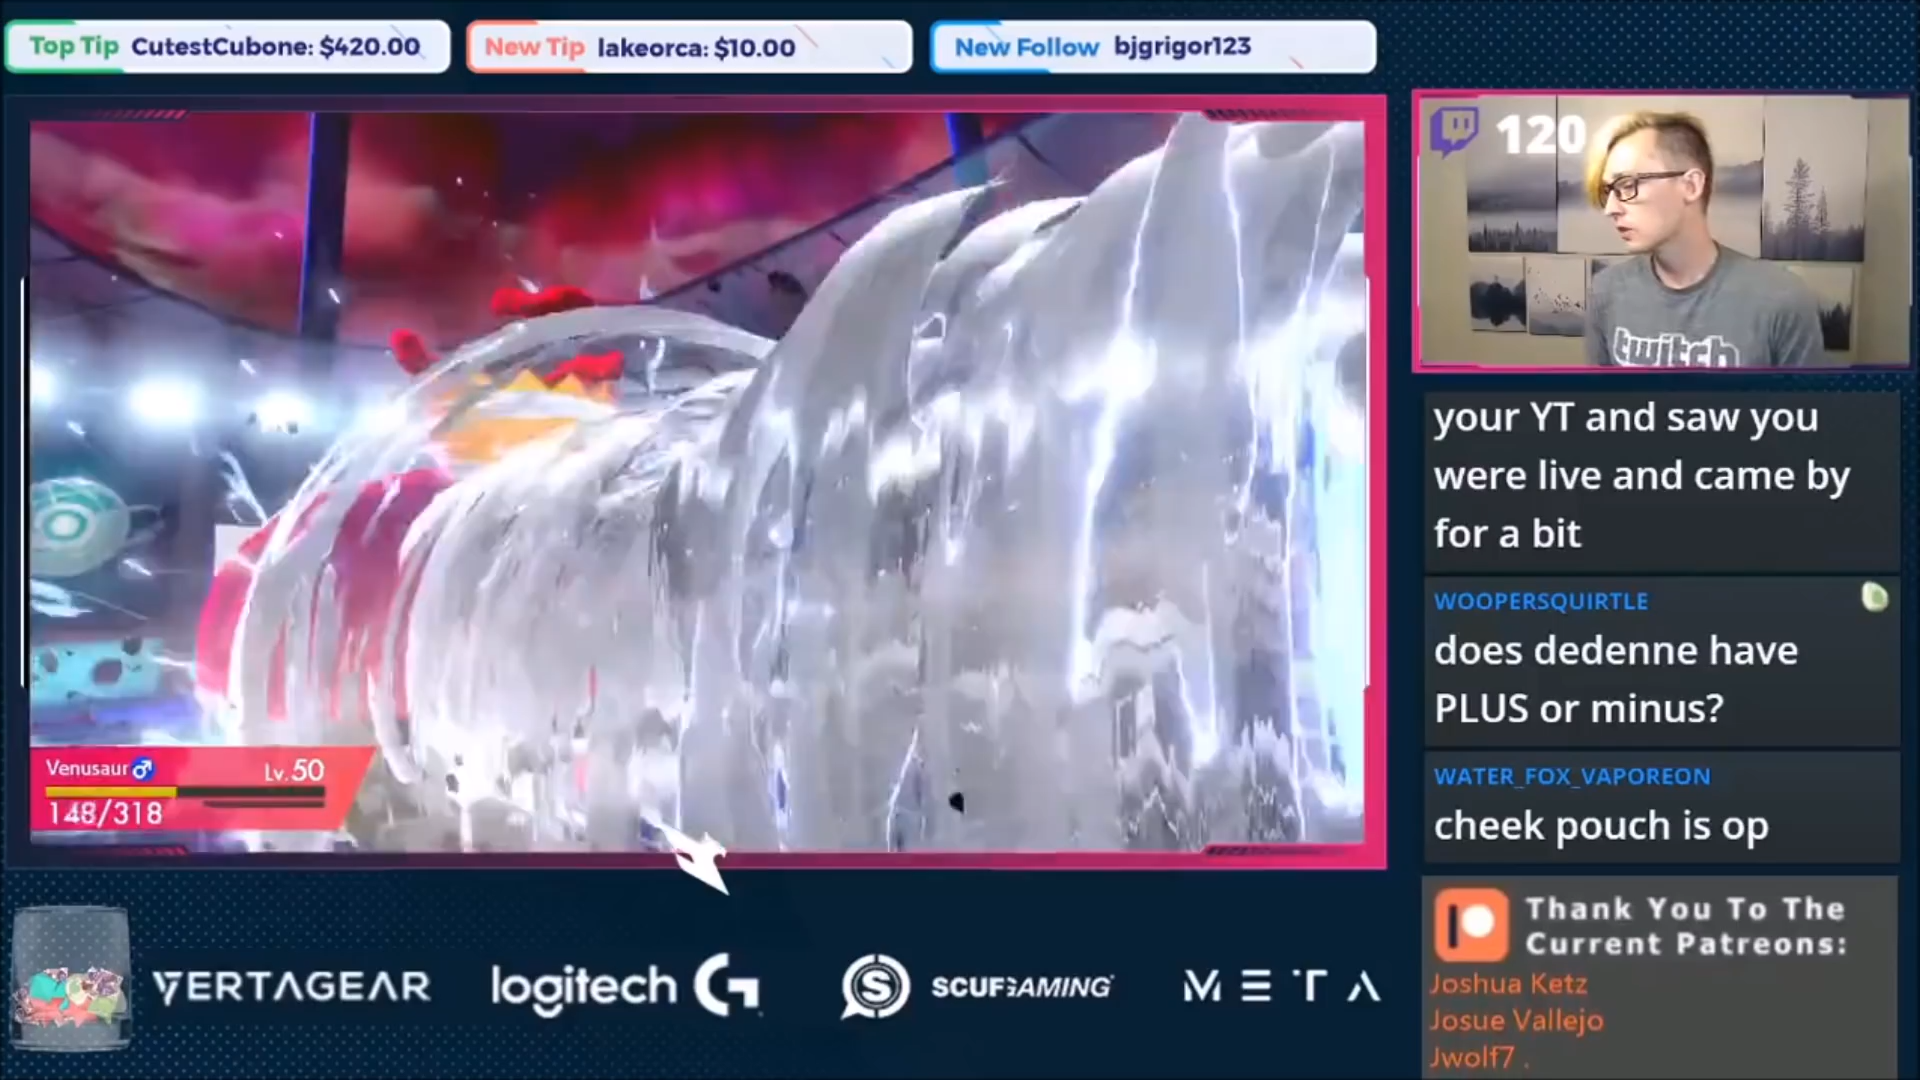 Top Tip CutestCubone: $420.00
New Tip lakeorca: $10.00
New Follow bjgrigor123
120
twitch
your YT and saw you
were live and came by
for a bit
WOOPERSQUIRTLE
does dedenne have
PLUS or minus?
WATER_FOX_VAPOREON
cheek pouch is op
Venusaur♂ Lv. 50
148/318
Thank You To The
Current Patreons:
Joshua Ketz
Josue Vallejo
Jwolf7 .
VERTAGEAR
logitech G
S SCUFGAMING
META